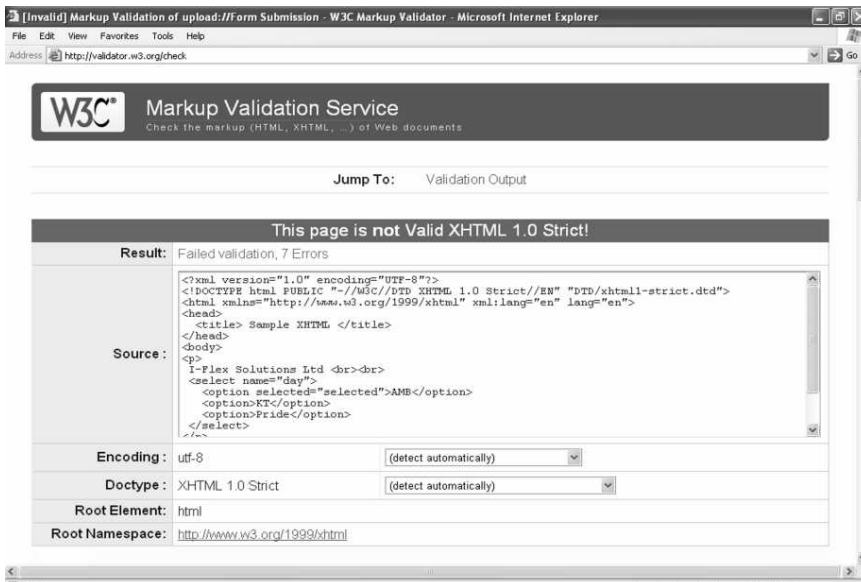 [Invalid] Markup Validation of upload://Form Submission - W3C Markup Validator - Microsoft Internet Explorer
File Edit View Favorites Tools Help
Address http://validator.w3.org/check Go
W3C®
Markup Validation Service
Check the markup (HTML, XHTML, ...) of Web documents
Jump To: Validation Output
This page is not Valid XHTML 1.0 Strict!
Result: Failed validation, 7 Errors
Source :
<?xml version="1.0" encoding="UTF-8"?>
<!DOCTYPE html PUBLIC "-//W3C//DTD XHTML 1.0 Strict//EN" "DTD/xhtml1-strict.dtd">
<html xmlns="http://www.w3.org/1999/xhtml" xml:lang="en" lang="en">
<head>
<title> Sample XHTML </title>
</head>
<body>
<p>
I-Flex Solutions Ltd <br><br>
<select name="day">
<option selected="selected">AMB</option>
<option>KT</option>
<option>Pride</option>
</select>
</p>
Encoding : utf-8 (detect automatically)
Doctype : XHTML 1.0 Strict (detect automatically)
Root Element: html
Root Namespace: http://www.w3.org/1999/xhtml